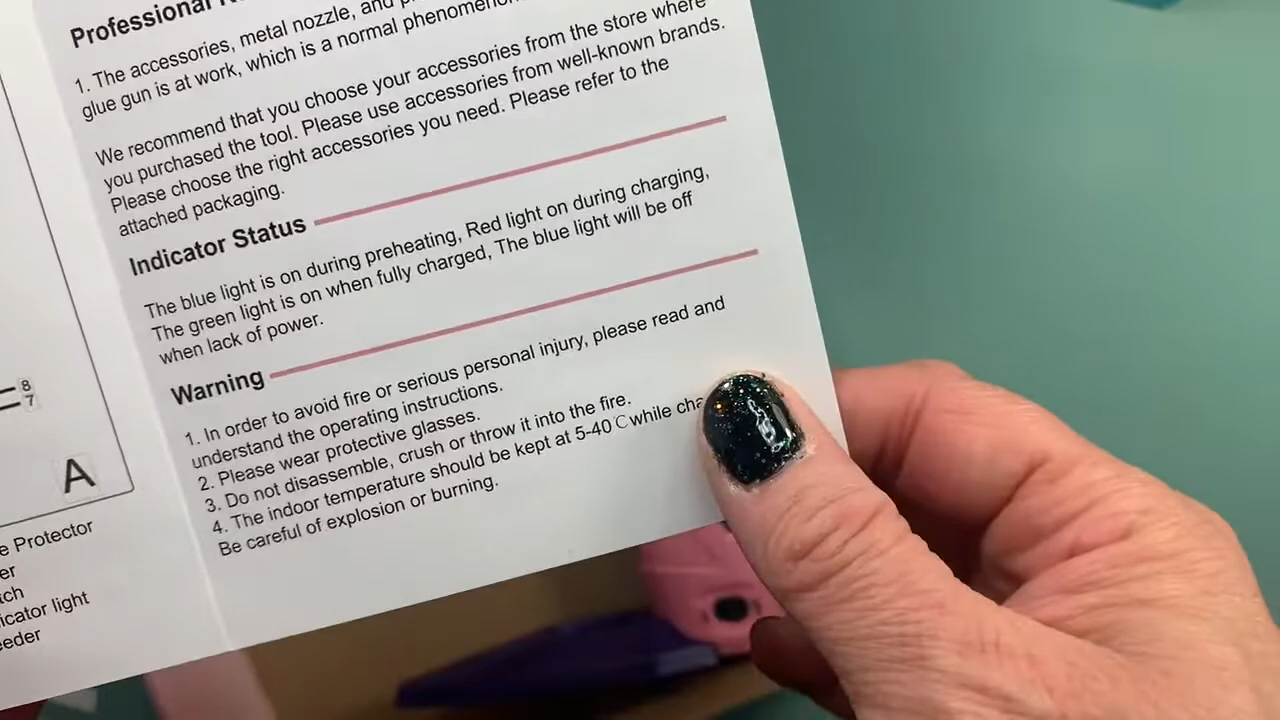 Professional
1. The accessories, metal nozzle, and
glue gun is at work, which is a normal phenomenon
We recommend that you choose your accessories from the store where
you purchased the tool. Please use accessories from well-known brands.
Please choose the right accessories you need. Please refer to the
attached packaging.
Indicator Status
The blue light is on during preheating, Red light on during charging,
The green light is on when fully charged, The blue light will be off
when lack of power.
Warning
1. In order to avoid fire or serious personal injury, please read and
understand the operating instructions.
2. Please wear protective glasses.
3. Do not disassemble, crush or throw it into the fire.
4. The indoor temperature should be kept at 5-40℃while
Be careful of explosion or burning.
8
7
A
Protector
light